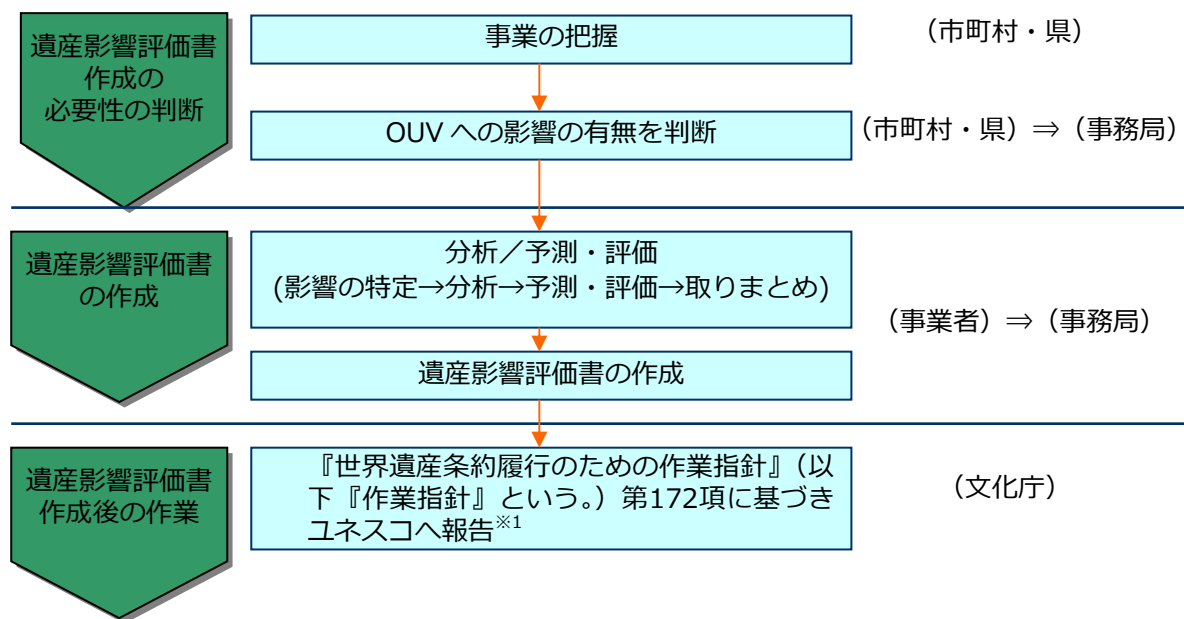 遺産影響評価書
作成の
必要性の判断
事業の把握
（市町村・県）
OUV への影響の有無を判断
（市町村・県）⇒（事務局）
遺産影響評価書
の作成
分析／予測・評価
(影響の特定→分析→予測・評価→取りまとめ)
（事業者）⇒（事務局）
遺産影響評価書の作成
遺産影響評価書
作成後の作業
『世界遺産条約履行のための作業指針』（以
下『作業指針』という。）第172項に基づき
ユネスコへ報告※1
（文化庁）